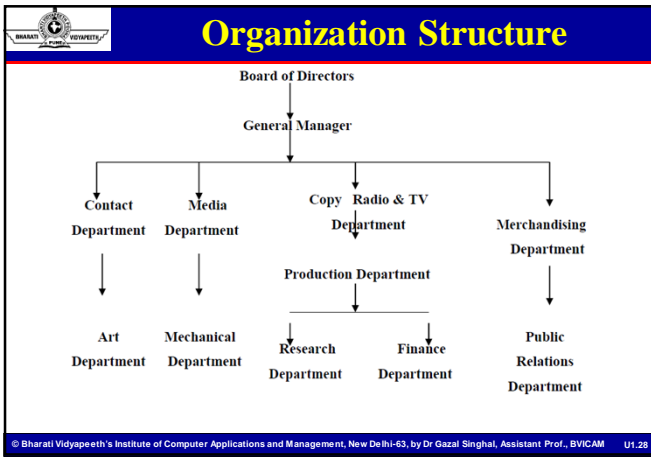 BHARATI VIDYAPEETH
PUNE
Organization Structure
Board of Directors
General Manager
Contact
Department
Media
Department
Copy Radio & TV
Department
Merchandising
Department
Production Department
Art
Department
Mechanical
Department
Research
Department
Finance
Department
Public
Relations
Department
© Bharati Vidyapeeth's Institute of Computer Applications and Management, New Delhi-63, by Dr Gazal Singhal, Assistant Prof., BVICAM U1.28